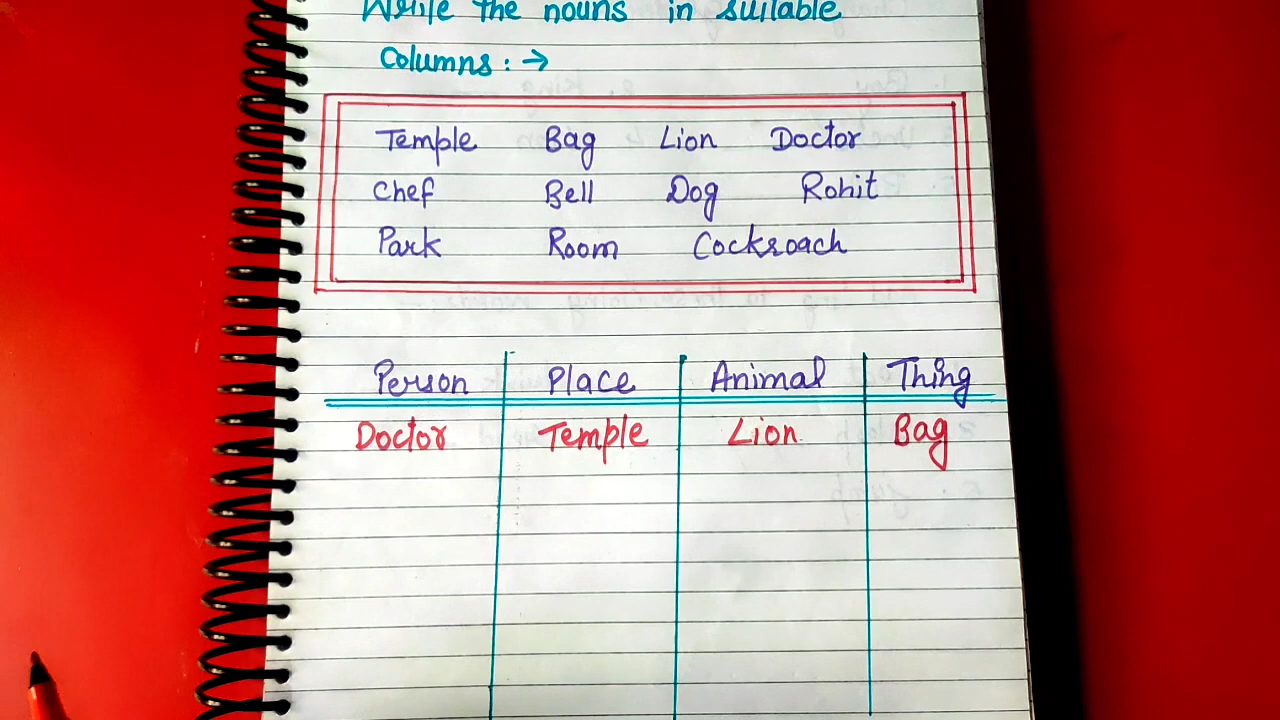 Write the nouns in suitable
Columns : →
Temple Bag Lion Doctor
Chef Bell Dog Rohit
Park Room Cockroach
Person Place Animal Thing
Doctor Temple Lion Bag